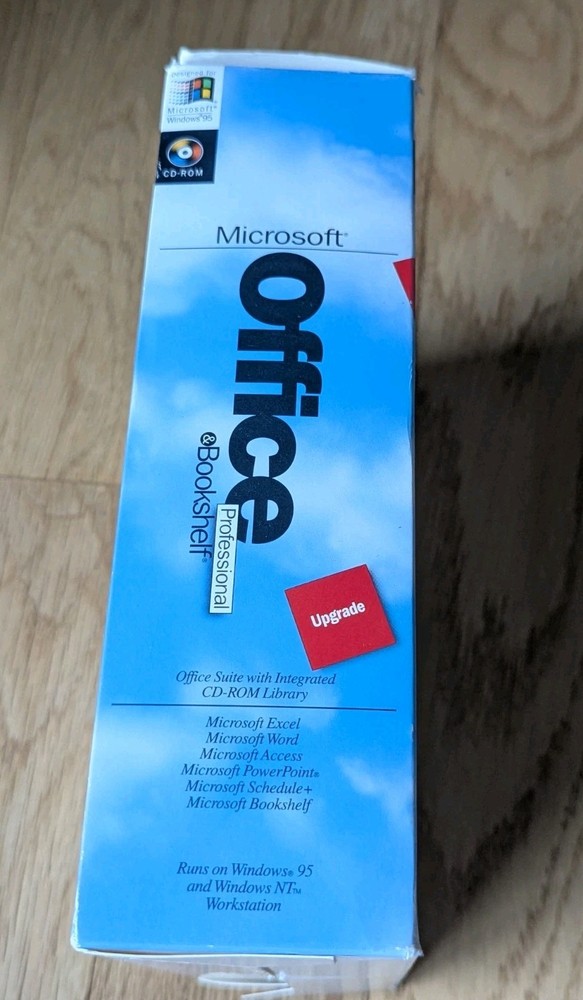 Designed for
Microsoft®
Windows®95
CD-ROM
Microsoft®
Office
Professional
&Bookshelf®
Upgrade
Office Suite with Integrated
CD-ROM Library
Microsoft Excel
Microsoft Word
Microsoft Access
Microsoft PowerPoint®
Microsoft Schedule+
Microsoft Bookshelf
Runs on Windows® 95
and Windows NT™
Workstation